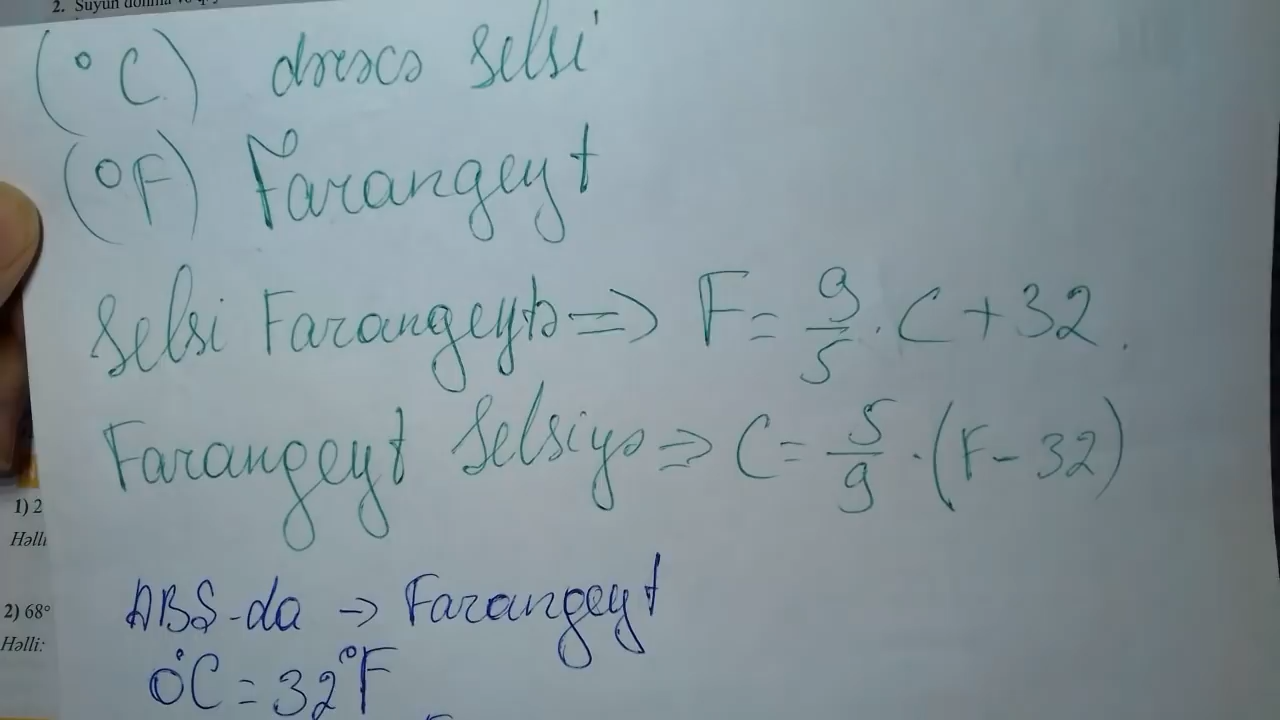 2. Suyun donma və
(°C) dərəcə Selsi
(°F) Farangeyt
Selsi Farangeytə => F = 9/5 · C + 32.
Farangeyt Selsiyə => C = 5/9 · (F - 32)
1) 2
Həlli
ABŞ-da -> Farangeyt
2) 68°
Həlli:
0°C = 32°F